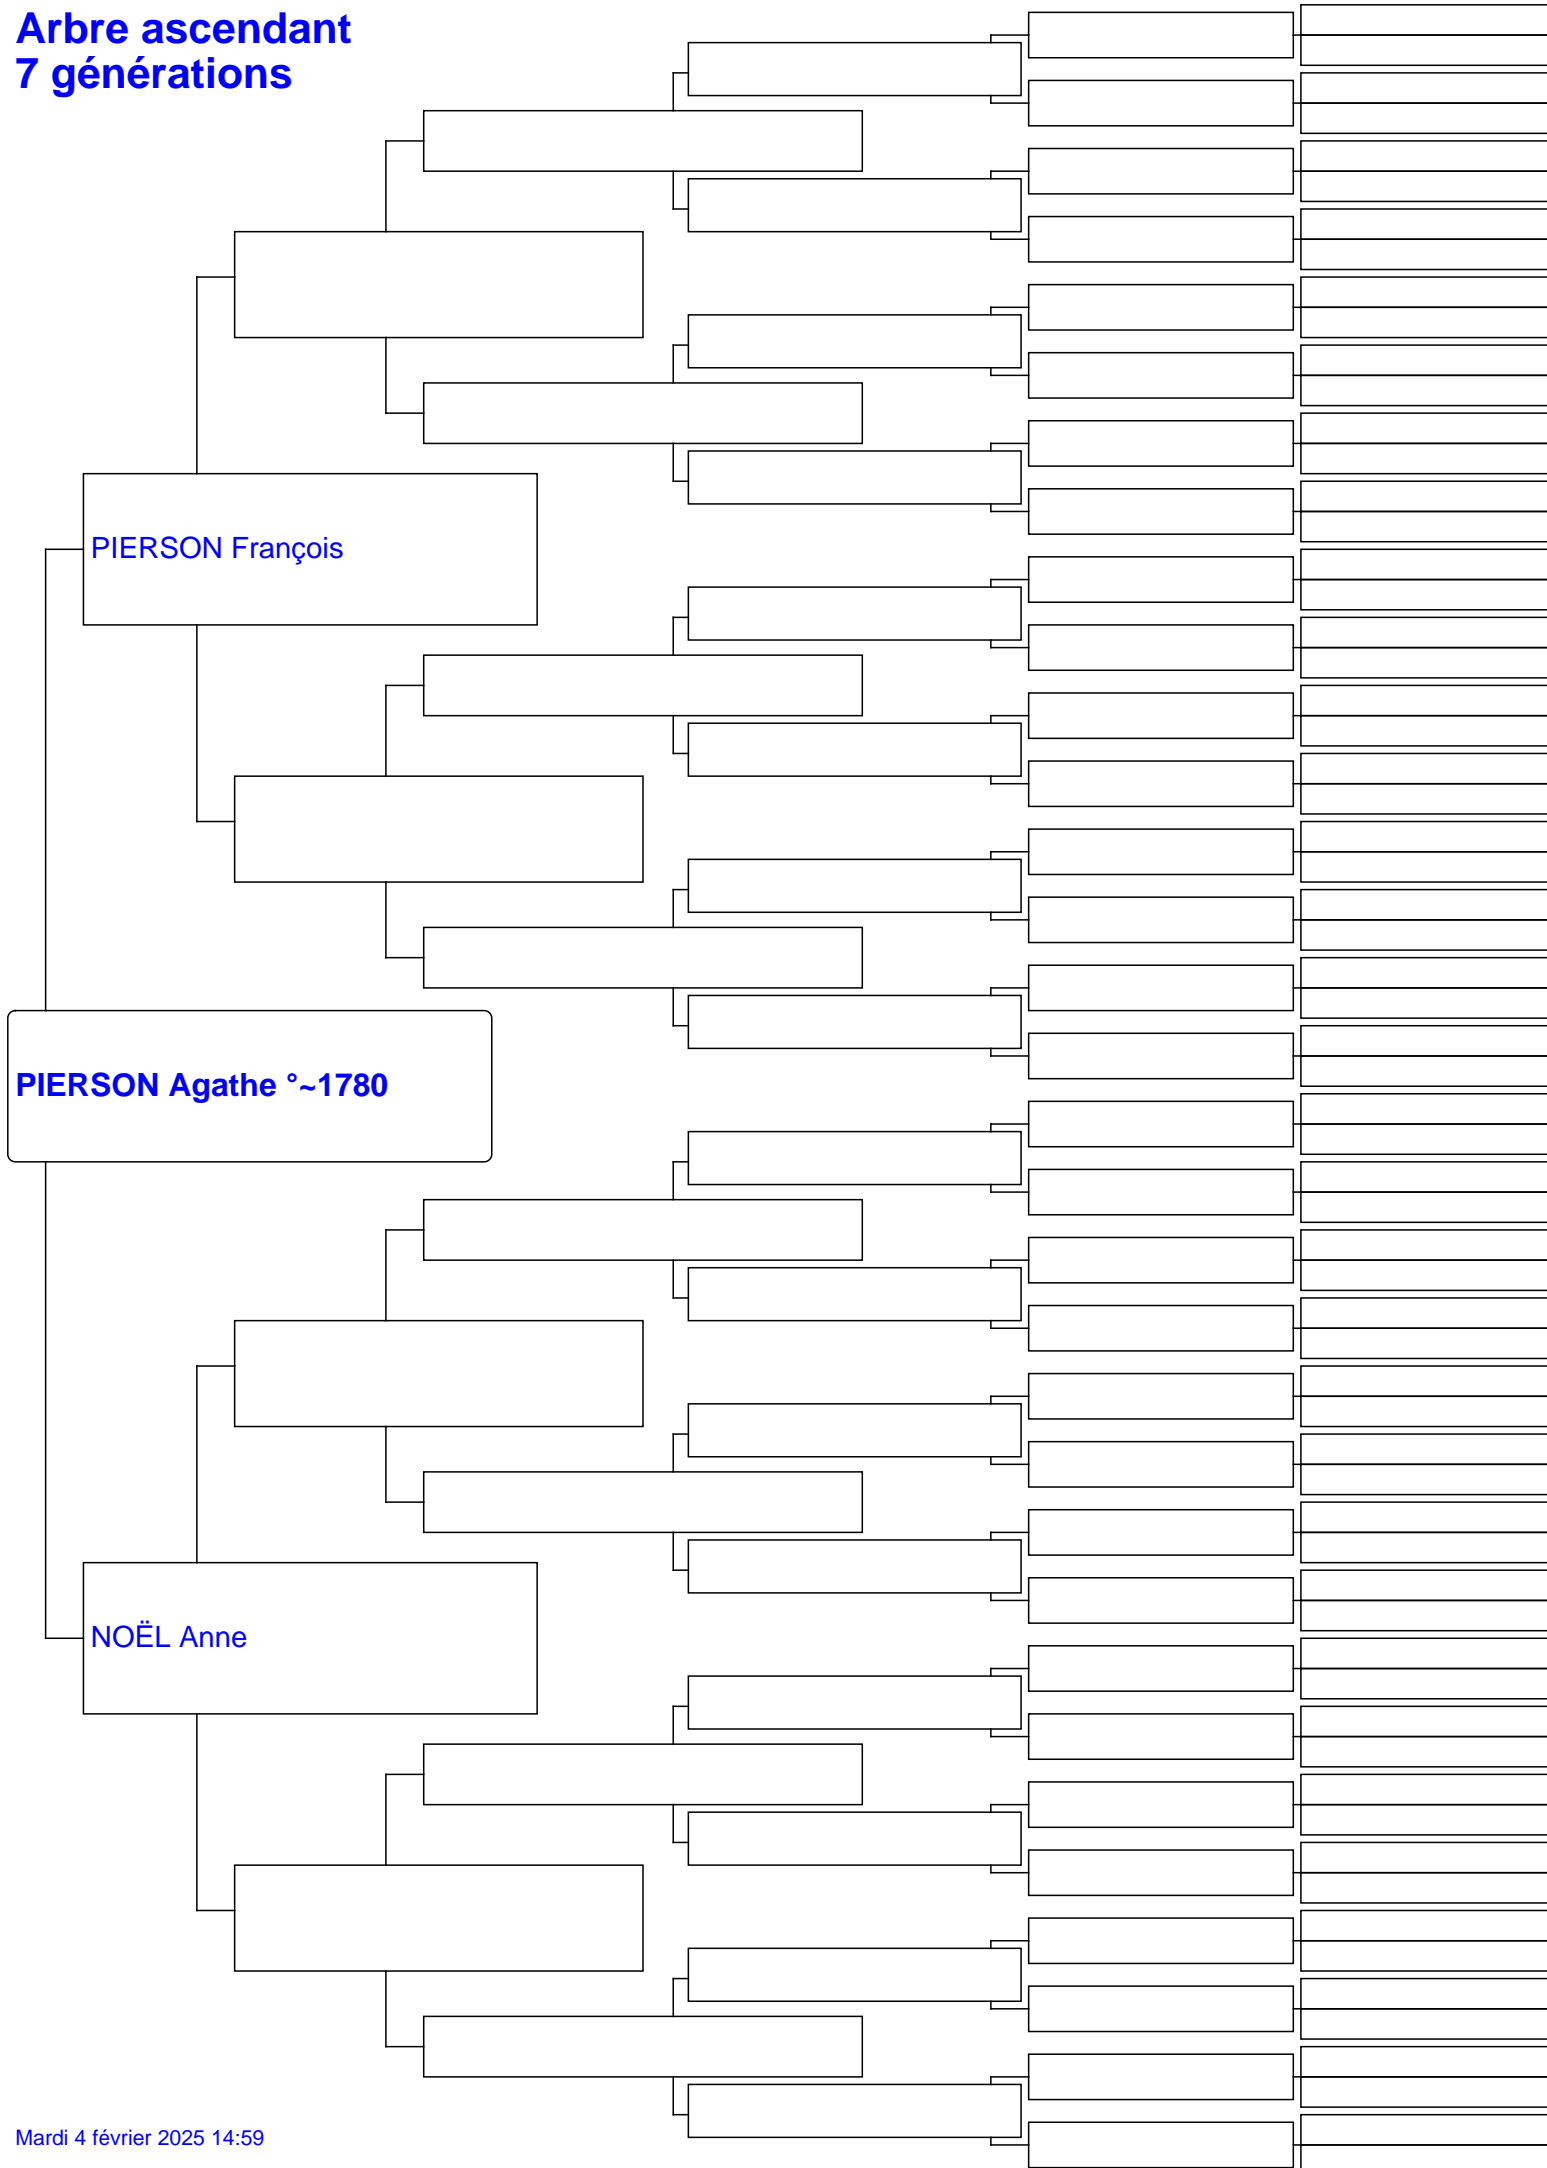 Arbre ascendant
7 générations
PIERSON François
PIERSON Agathe °~1780
NOËL Anne
Mardi 4 février 2025 14:59